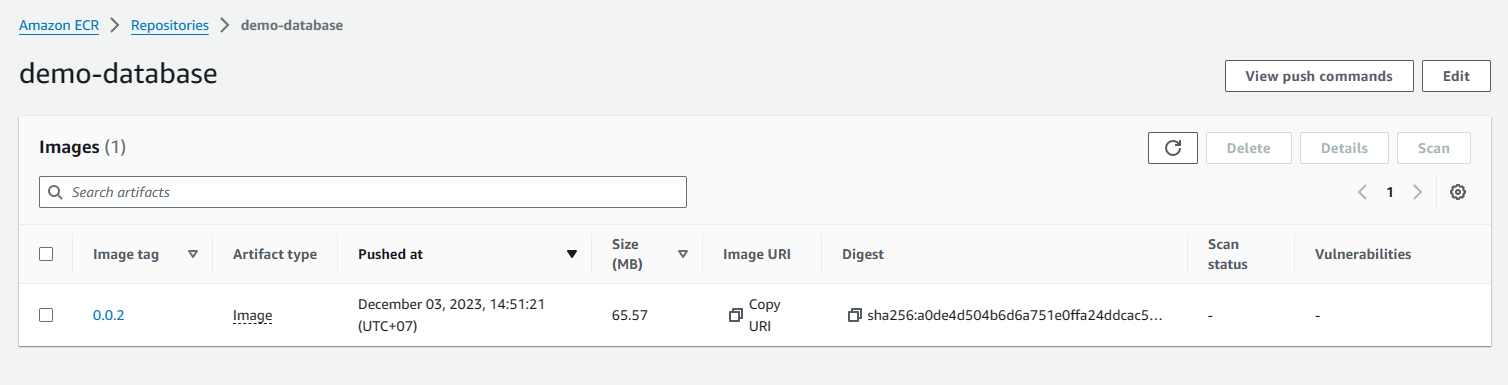 Amazon ECR > Repositories > demo-database
demo-database
View push commands
Edit
Images (1)
Delete
Details
Scan
Search artifacts
1
Image tag
Artifact type
Pushed at
Size (MB)
Image URI
Digest
Scan status
Vulnerabilities
0.0.2
Image
December 03, 2023, 14:51:21
(UTC+07)
65.57
Copy
URI
sha256:a0de4d504b6d6a751e0ffa24ddcac5...
-
-